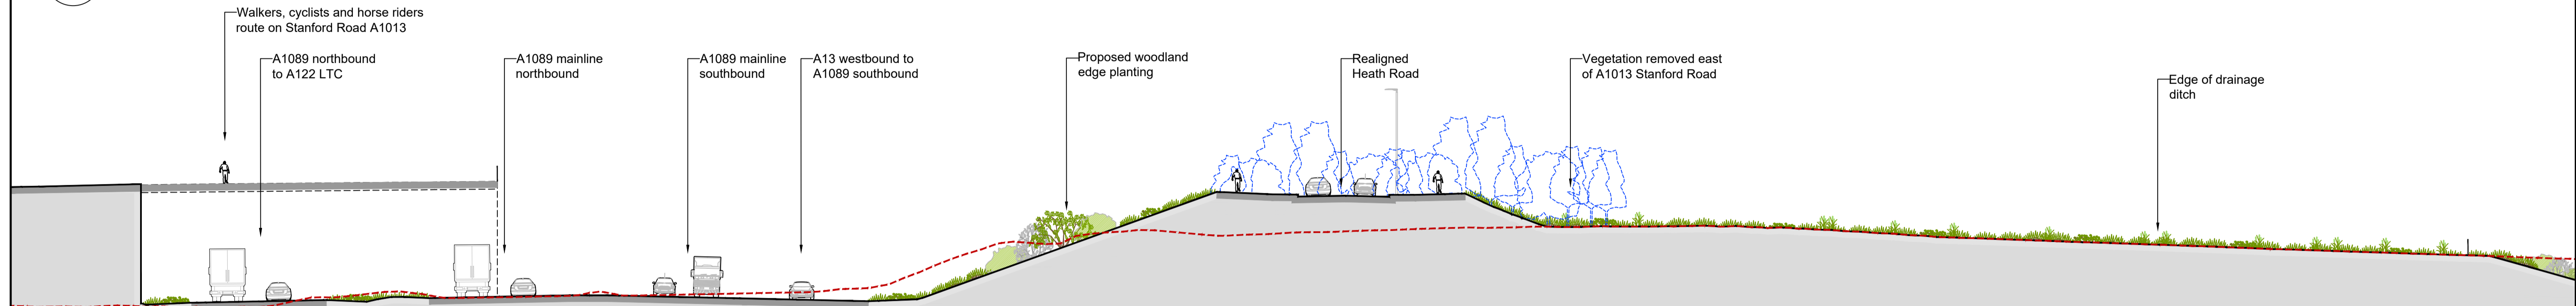 Walkers, cyclists and horse riders
route on Stanford Road A1013
A1089 northbound
to A122 LTC
A1089 mainline
northbound
A1089 mainline
southbound
A13 westbound to
A1089 southbound
Proposed woodland
edge planting
Realigned
Heath Road
Vegetation removed east
of A1013 Stanford Road
Edge of drainage
ditch